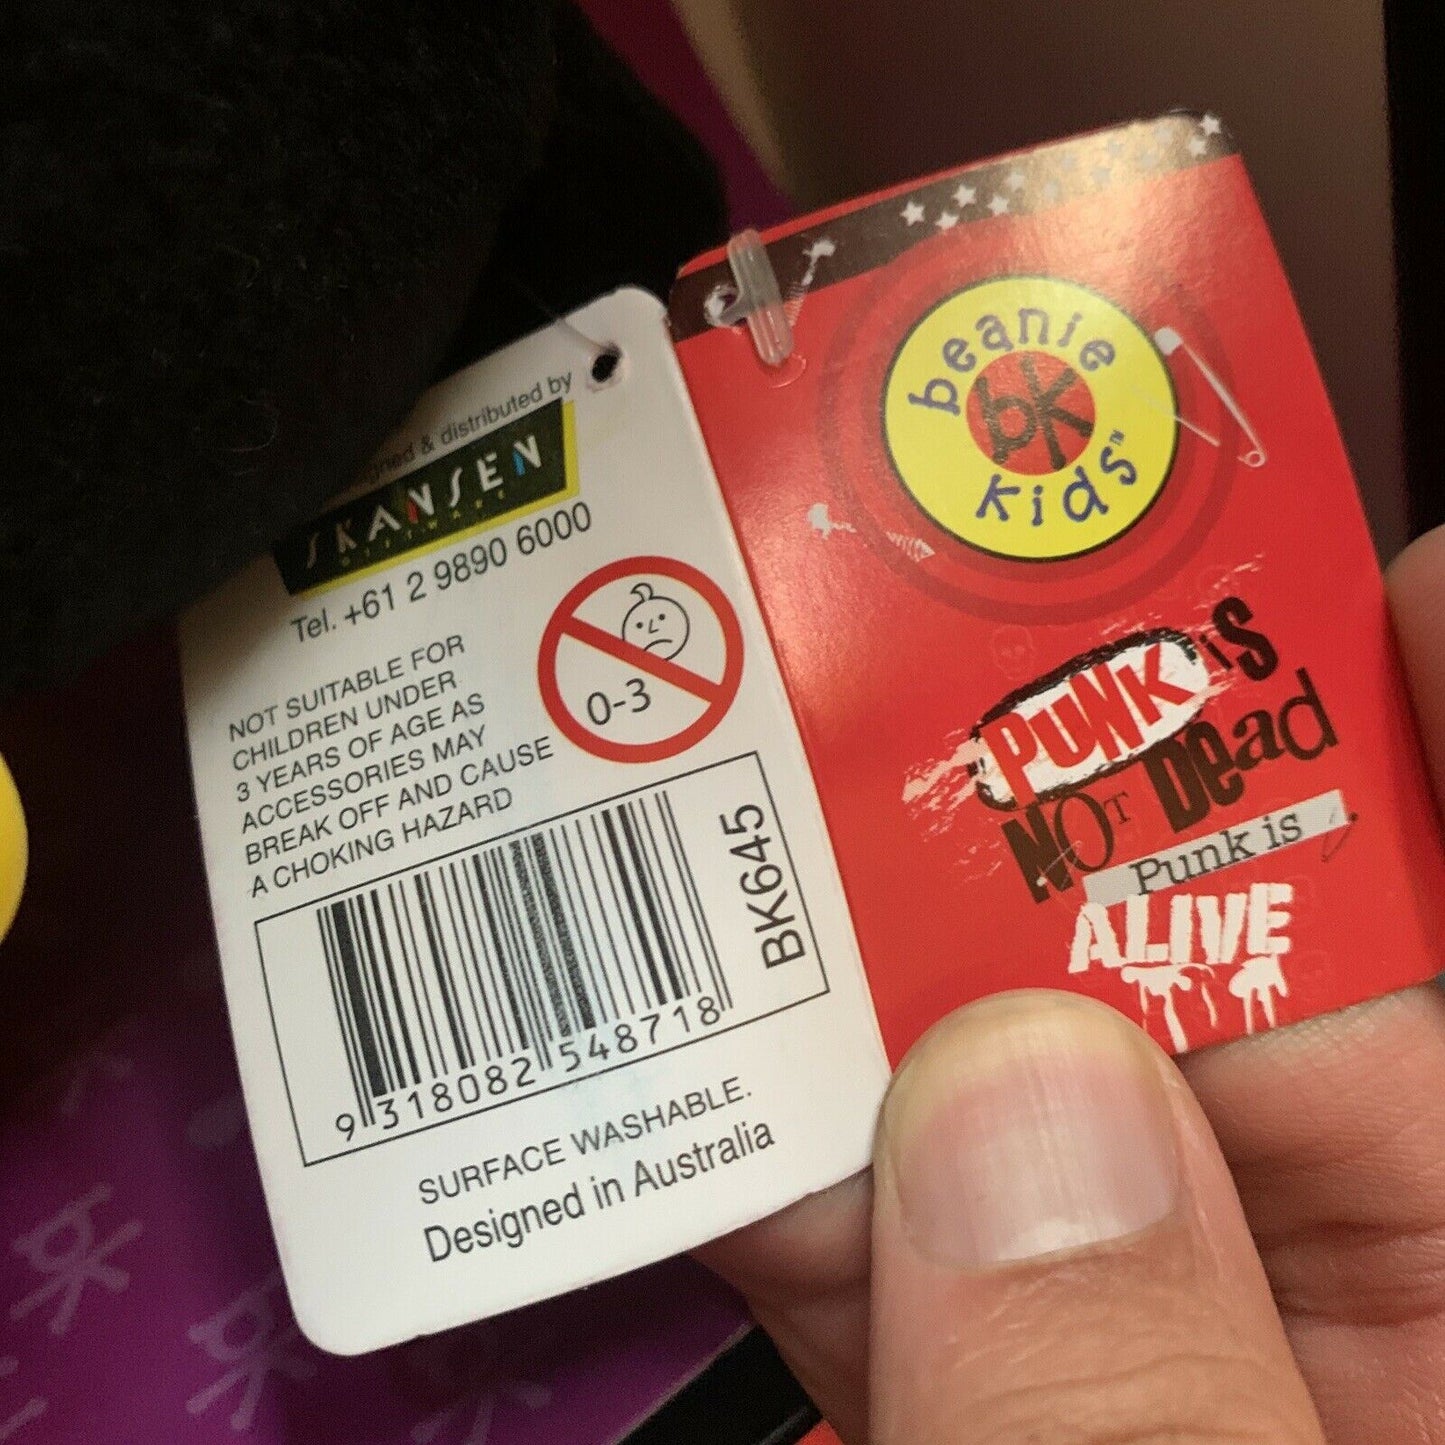 & distributed by
SKANSEN
Tel. +61 2 9890 6000
NOT SUITABLE FOR
CHILDREN UNDER
3 YEARS OF AGE AS
ACCESSORIES MAY
BREAK OFF AND CAUSE
A CHOKING HAZARD
0-3
BK645
9 318082 548718
SURFACE WASHABLE.
Designed in Australia
beanie
bk
kids™
PUNK is
NOT DEad
Punk is
ALIVE